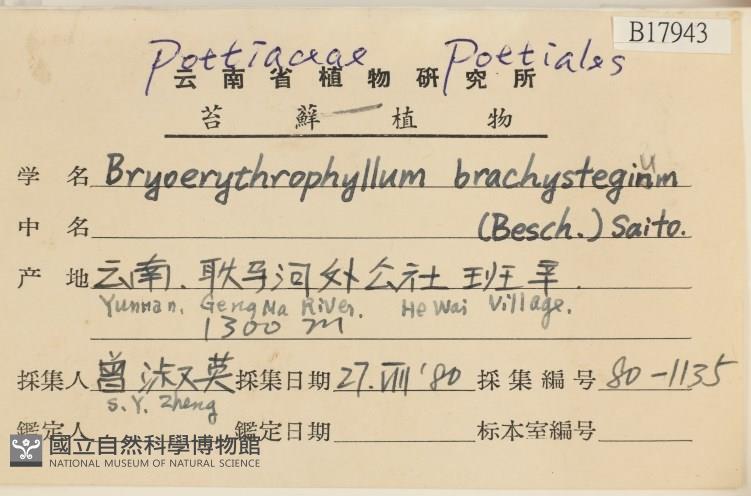 B17943
Pottiaceae Pottiales
云南省植物研究所
苔蘚植物
学 名 Bryoerythrophyllum brachystegium
中 名 (Besch.) Saito.
产 地 云南.耿马河外公社班罕.
Yunnan. GengMa River. He Wai Village.
1300 m
採集人 曾淑英 採集日期 27.VIII '80 採集編号 80-1135
S.Y. Zheng
鑑定人 鑑定日期 标本室編号
國立自然科學博物館
NATIONAL MUSEUM OF NATURAL SCIENCE